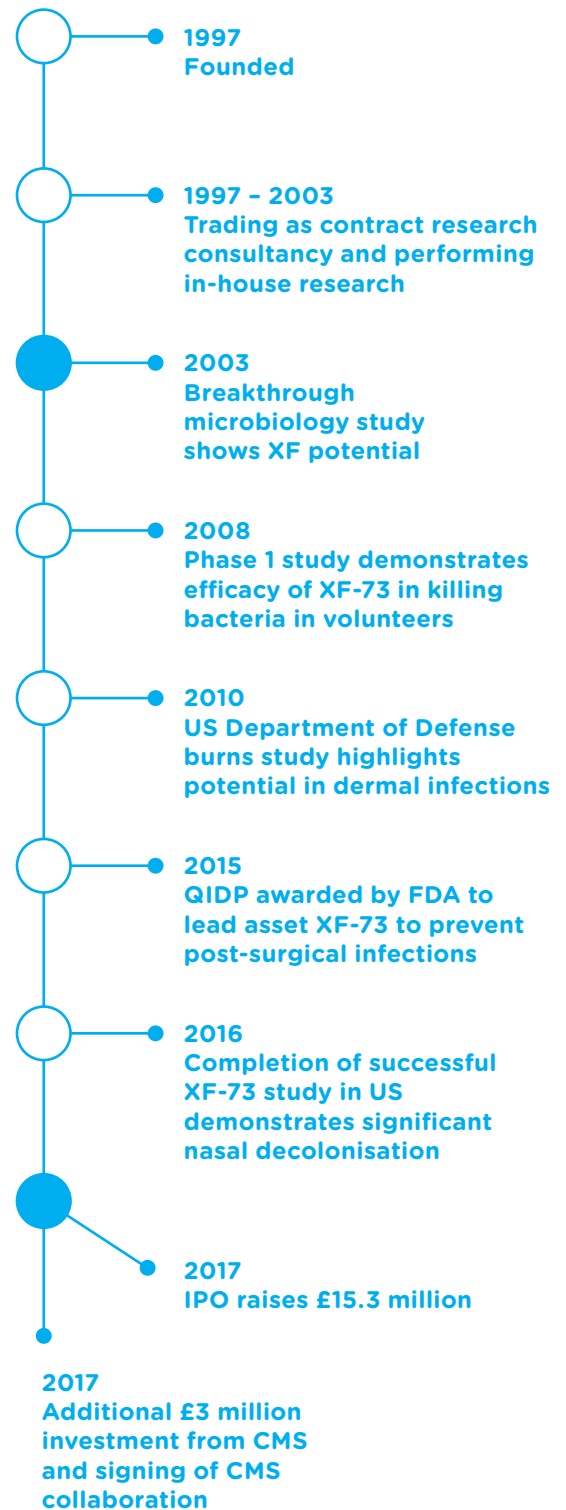 1997
Founded
1997 – 2003
Trading as contract research
consultancy and performing
in-house research
2003
Breakthrough
microbiology study
shows XF potential
2008
Phase 1 study demonstrates
efficacy of XF-73 in killing
bacteria in volunteers
2010
US Department of Defense
burns study highlights
potential in dermal infections
2015
QIDP awarded by FDA to
lead asset XF-73 to prevent
post-surgical infections
2016
Completion of successful
XF-73 study in US
demonstrates significant
nasal decolonisation
2017
IPO raises £15.3 million
2017
Additional £3 million
investment from CMS
and signing of CMS
collaboration